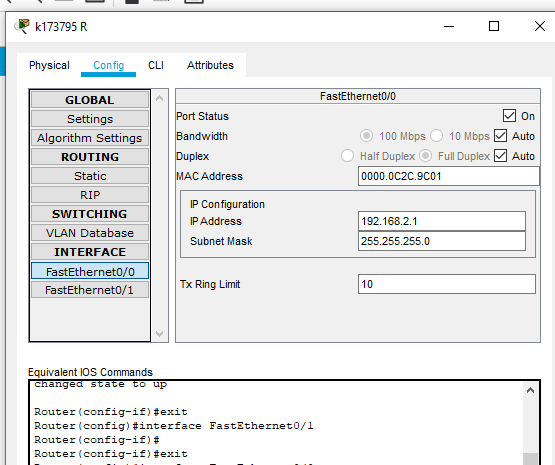 k173795 R
Physical Config CLI Attributes
GLOBAL
Settings
Algorithm Settings
ROUTING
Static
RIP
SWITCHING
VLAN Database
INTERFACE
FastEthernet0/0
FastEthernet0/1
FastEthernet0/0
Port Status On
Bandwidth 100 Mbps 10 Mbps Auto
Duplex Half Duplex Full Duplex Auto
MAC Address 0000.0C2C.9C01
IP Configuration
IP Address 192.168.2.1
Subnet Mask 255.255.255.0
Tx Ring Limit 10
Equivalent IOS Commands
changed state to up
Router(config-if)#exit
Router(config)#interface FastEthernet0/1
Router(config-if)#
Router(config-if)#exit